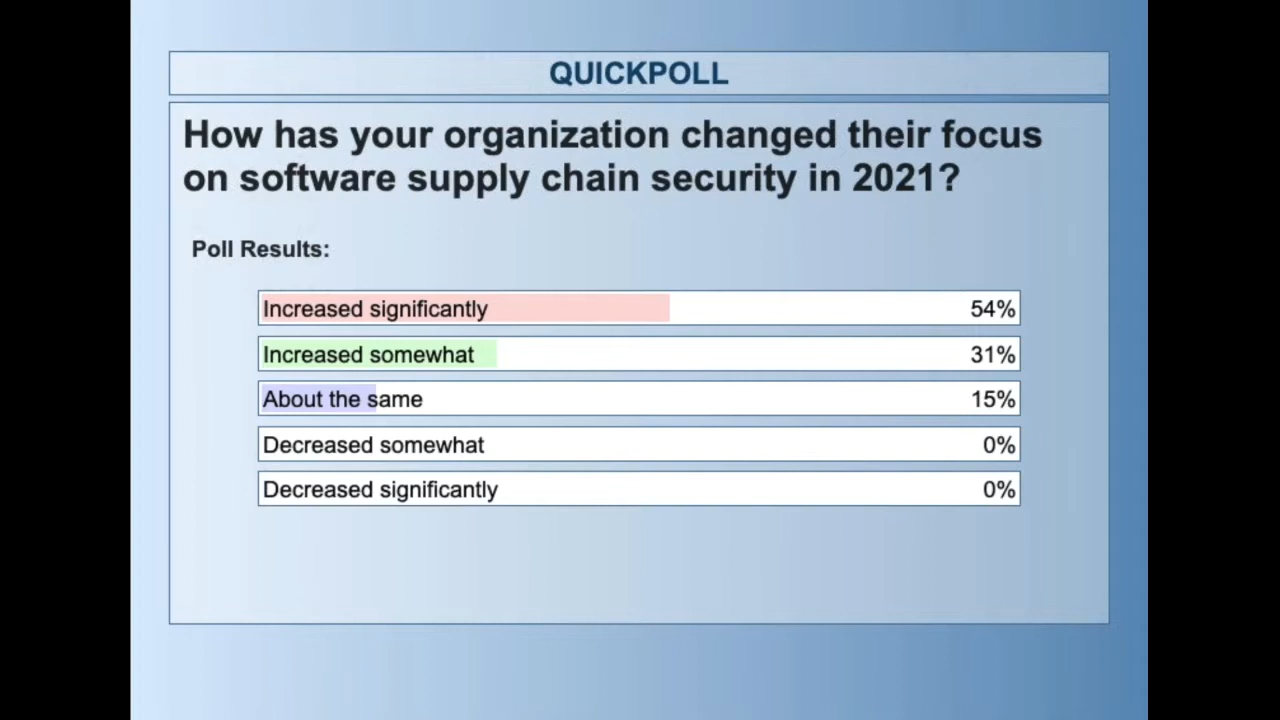 QUICKPOLL
How has your organization changed their focus
on software supply chain security in 2021?
Poll Results:
Increased significantly 54%
Increased somewhat 31%
About the same 15%
Decreased somewhat 0%
Decreased significantly 0%